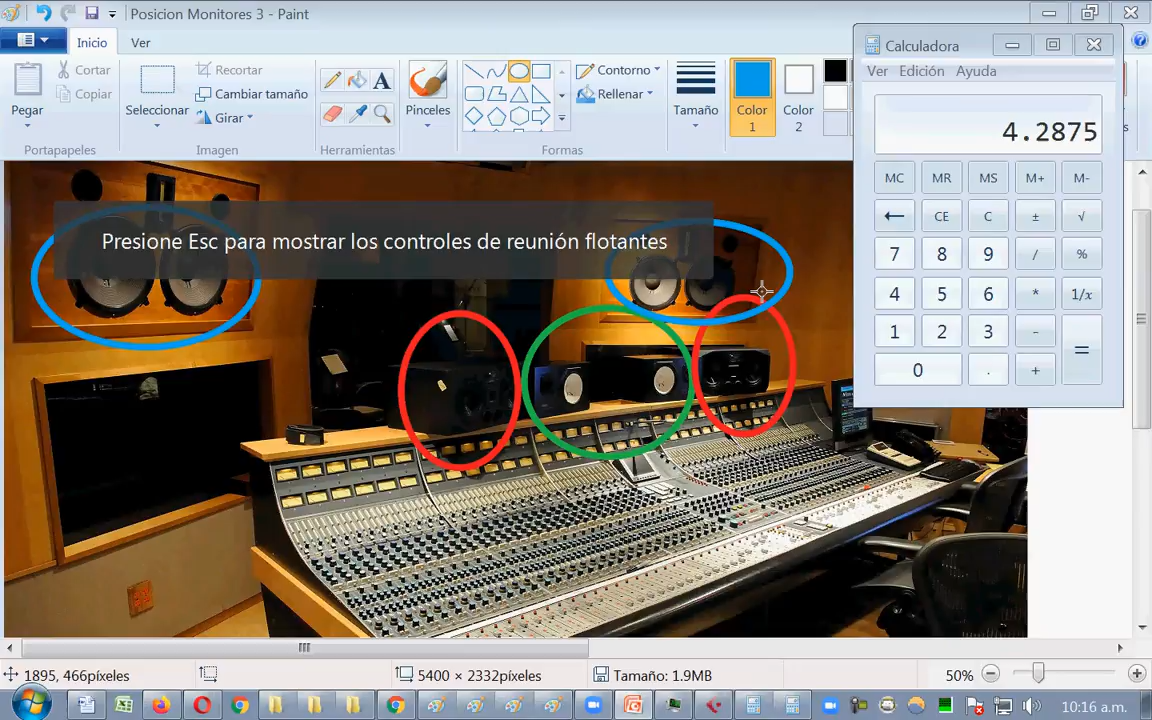 Posicion Monitores 3 - Paint
Inicio
Ver
Pegar
Cortar
Copiar
Portapapeles
Seleccionar
Recortar
Cambiar tamaño
Girar
Imagen
A
Herramientas
Pinceles
Formas
Contorno
Rellenar
Tamaño
Color
1
Color
2
Calculadora
Ver Edición Ayuda
4.2875
MC MR MS M+ M-
← CE C ± √
7 8 9 / %
4 5 6 * 1/x
1 2 3 - =
0 . +
Presione Esc para mostrar los controles de reunión flotantes
1895, 466píxeles
5400 × 2332píxeles
Tamaño: 1.9MB
50%
10:16 a.m.